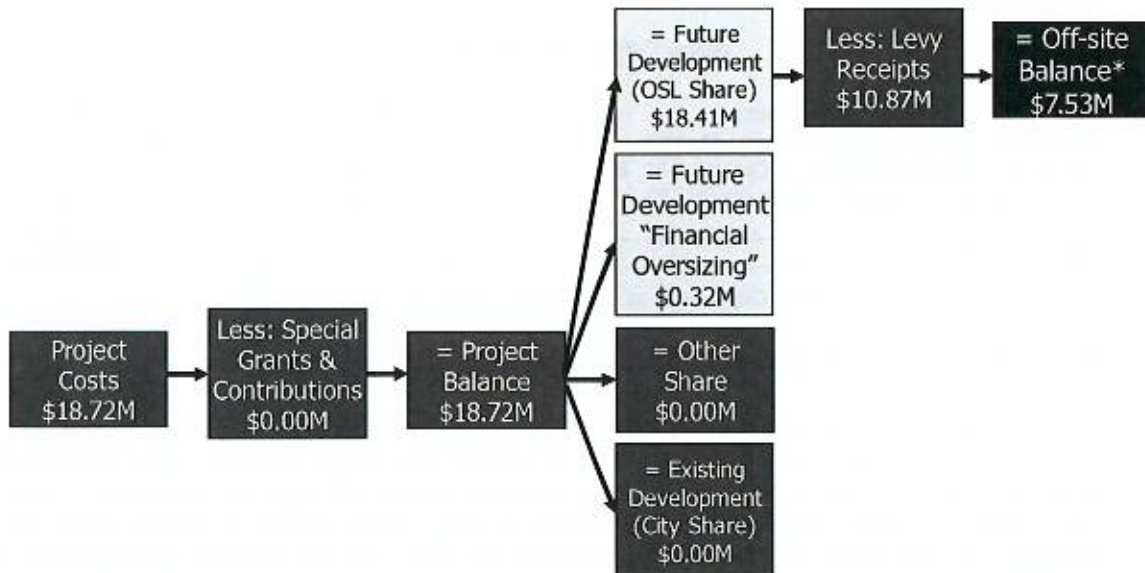 Project
Costs
$18.72M
Less: Special
Grants &
Contributions
$0.00M
= Project
Balance
$18.72M
= Future
Development
(OSL Share)
$18.41M
Less: Levy
Receipts
$10.87M
= Off-site
Balance*
$7.53M
= Future
Development
“Financial
Oversizing”
$0.32M
= Other
Share
$0.00M
= Existing
Development
(City Share)
$0.00M